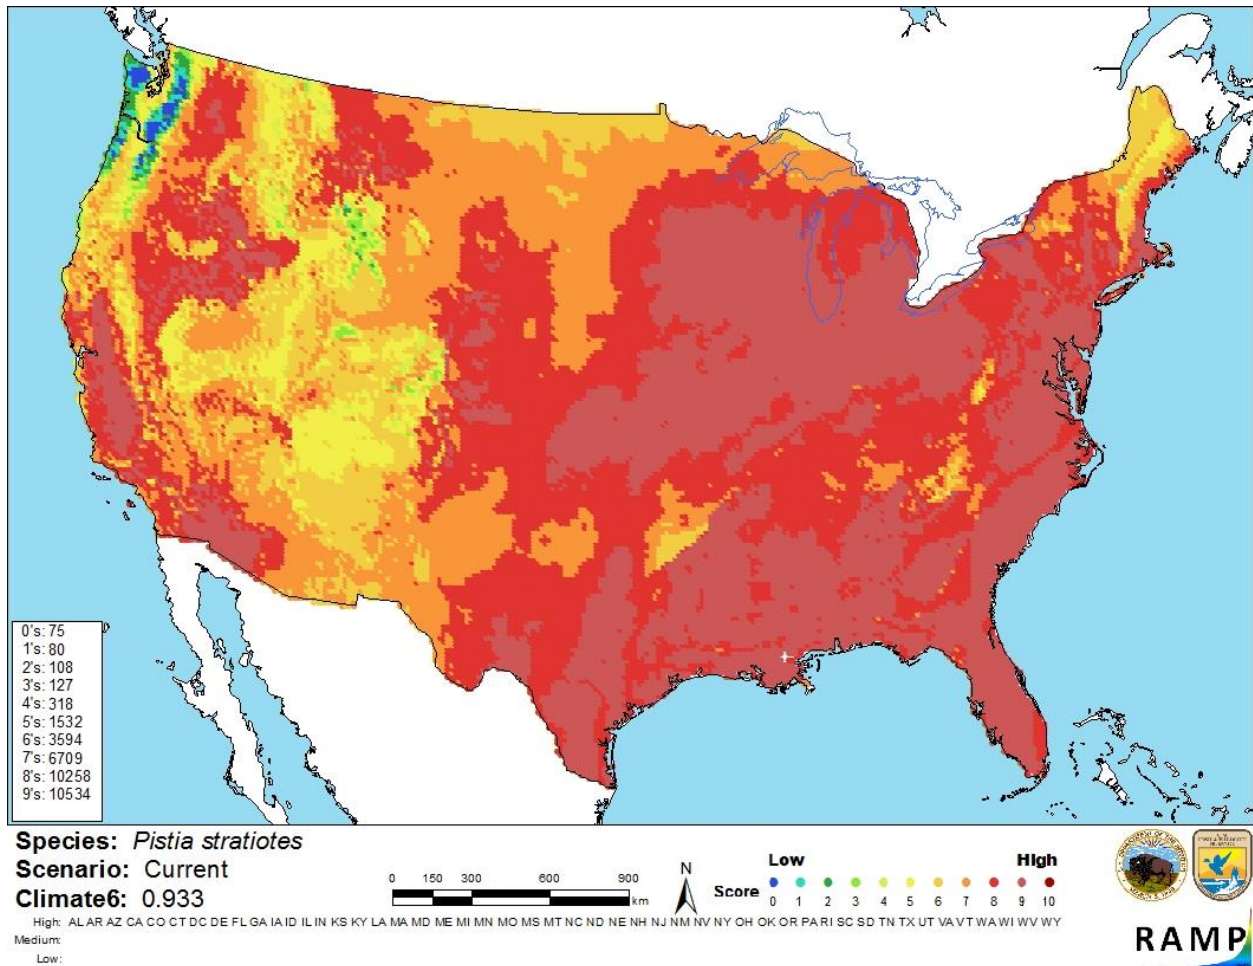 0's: 75
1's: 80
2's: 108
3's: 127
4's: 318
5's: 1532
6's: 3594
7's: 6709
8's: 10258
9's: 10534
Species: Pistia stratiotes
Scenario: Current
Climate6: 0.933
0 150 300 600 900
km
N
Low High
Score 0 1 2 3 4 5 6 7 8 9 10
High: AL AR AZ CA CO CT DC DE FL GA IA ID IL IN KS KY LA MA MD ME MI MN MO MS MT NC ND NE NH NJ NM NV NY OH OK OR PA RI SC SD TN TX UT VA VT WA WI WV WY
Medium:
Low:
RAMP